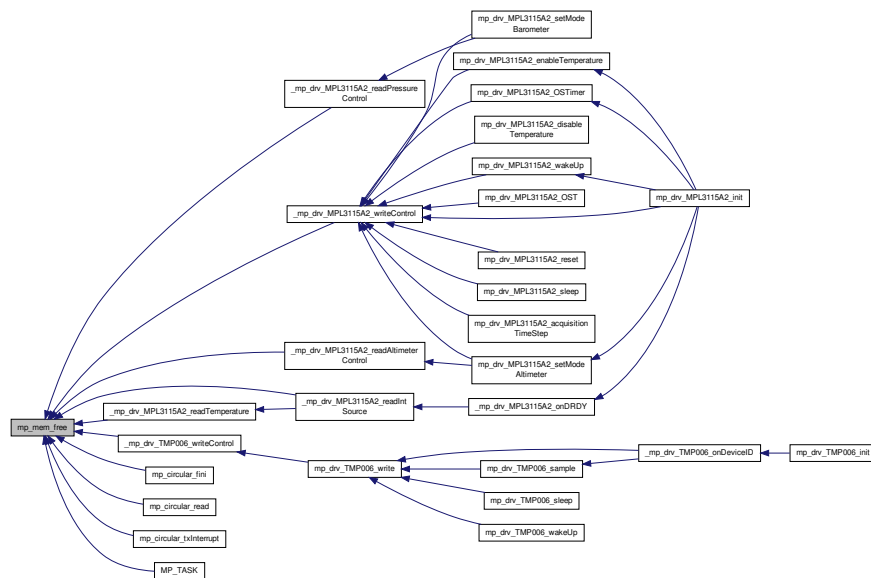 mp_drv_MPL3115A2_setMode
Barometer
mp_drv_MPL3115A2_enableTemperature
_mp_drv_MPL3115A2_readPressure
Control
mp_drv_MPL3115A2_OSTimer
mp_drv_MPL3115A2_disable
Temperature
mp_drv_MPL3115A2_wakeUp
mp_drv_MPL3115A2_OST
mp_drv_MPL3115A2_init
_mp_drv_MPL3115A2_writeControl
mp_drv_MPL3115A2_reset
mp_drv_MPL3115A2_sleep
mp_drv_MPL3115A2_acquisition
TimeStep
_mp_drv_MPL3115A2_readAltimeter
Control
mp_drv_MPL3115A2_setMode
Altimeter
_mp_drv_MPL3115A2_readTemperature
_mp_drv_MPL3115A2_readInt
Source
_mp_drv_MPL3115A2_onDRDY
mp_mem_free
_mp_drv_TMP006_writeControl
mp_drv_TMP006_write
_mp_drv_TMP006_onDeviceID
mp_drv_TMP006_init
mp_circular_fini
mp_drv_TMP006_sample
mp_circular_read
mp_drv_TMP006_sleep
mp_circular_txInterrupt
mp_drv_TMP006_wakeUp
MP_TASK